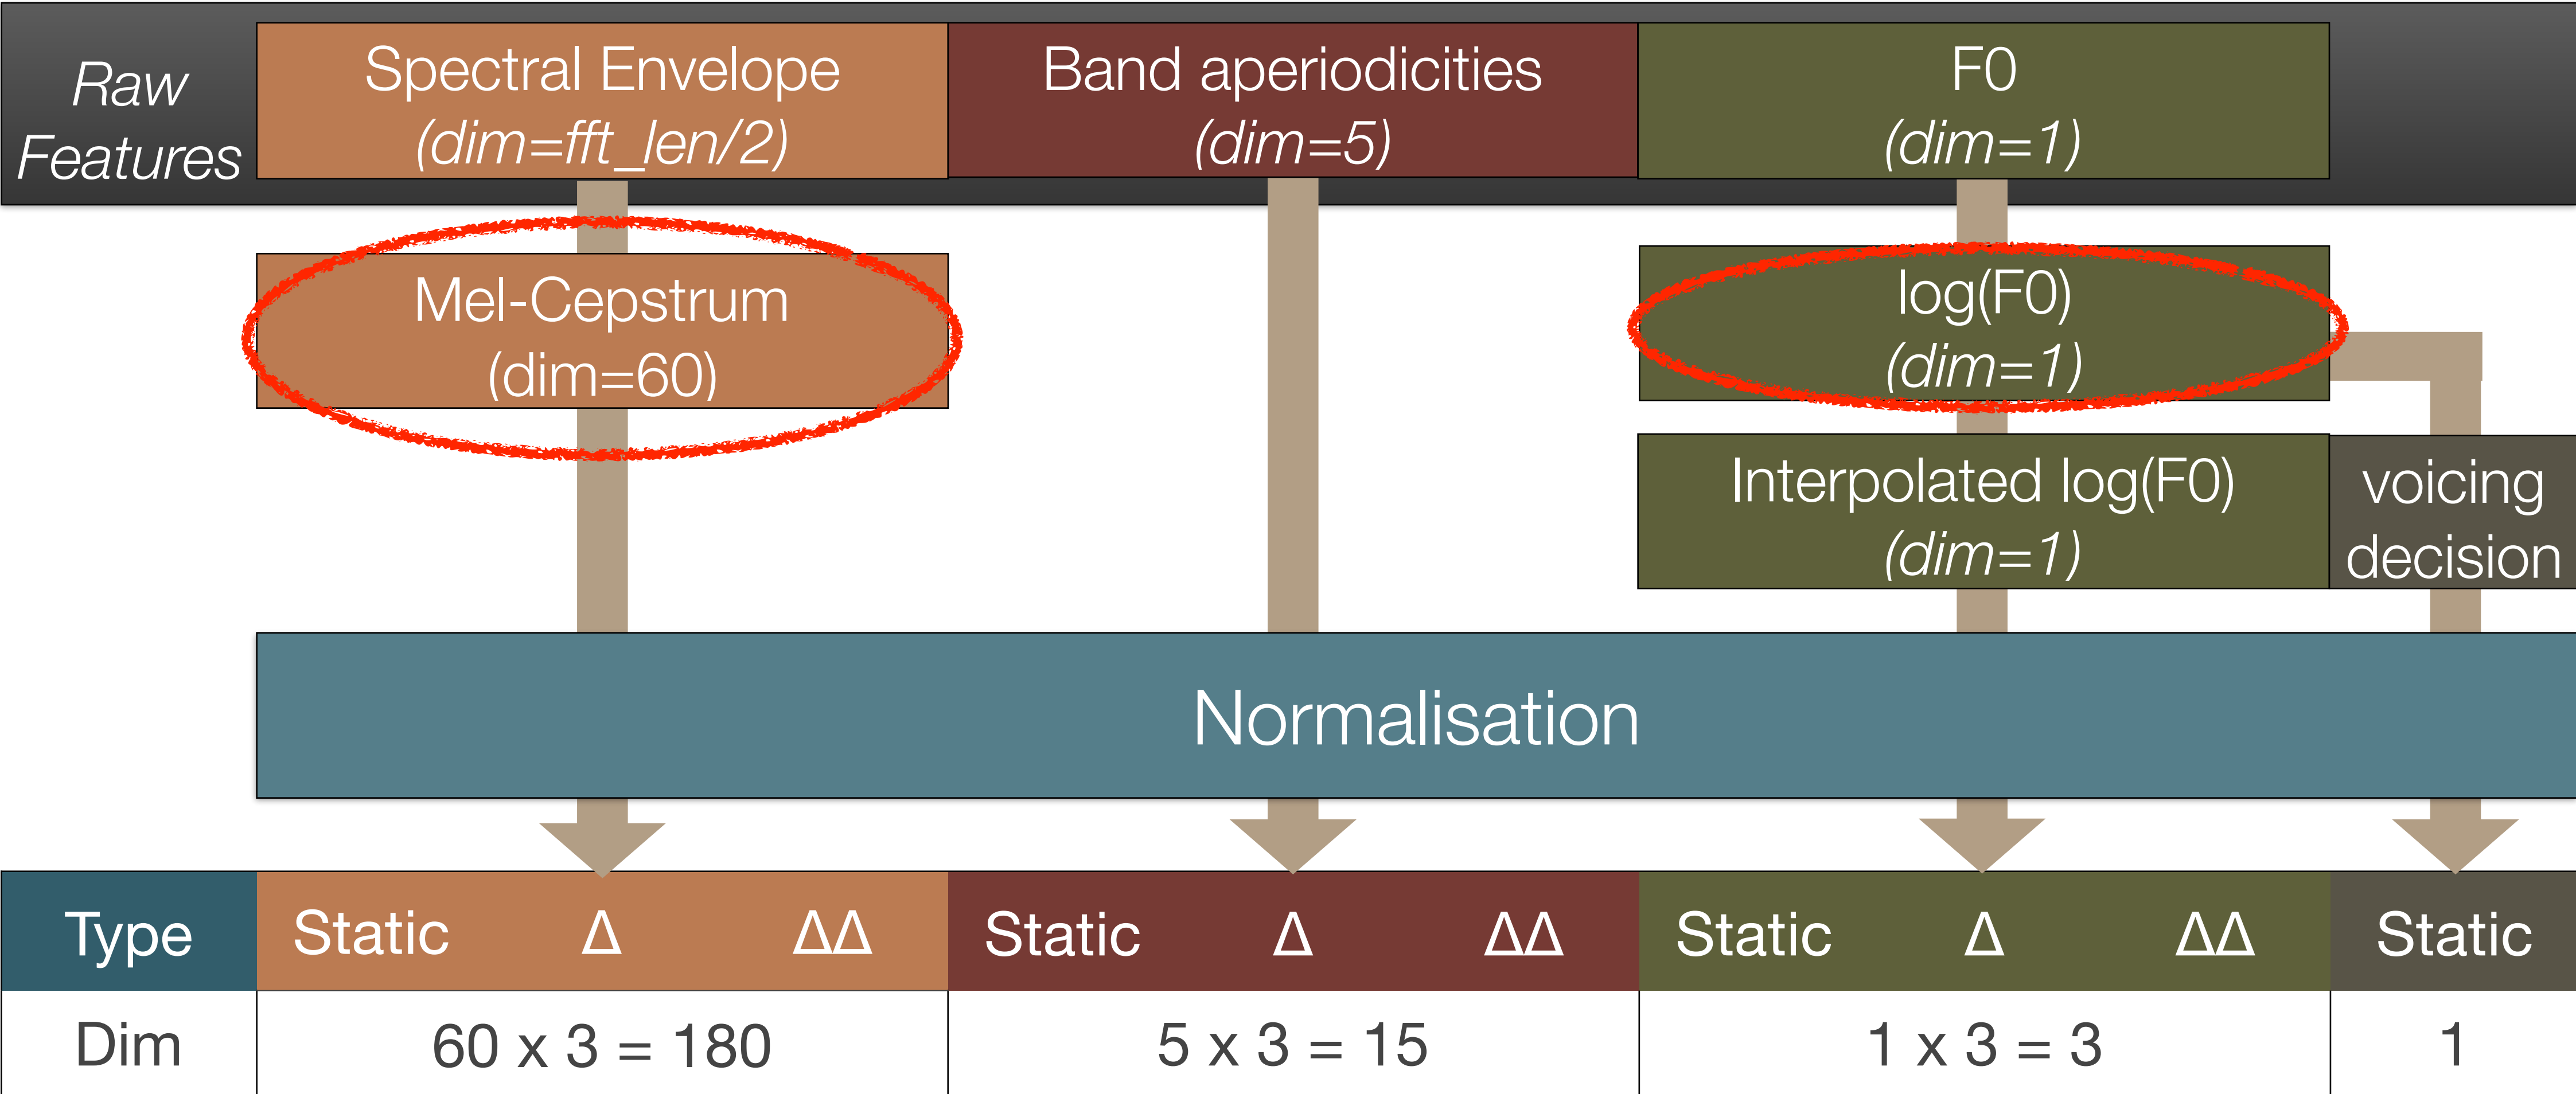 Raw
Features
Spectral Envelope
(dim=fft_len/2)
Band aperiodicities
(dim=5)
F0
(dim=1)
Mel-Cepstrum
(dim=60)
log(F0)
(dim=1)
Interpolated log(F0)
(dim=1)
voicing
decision
Normalisation
Type
Static Δ ΔΔ
Static Δ ΔΔ
Static Δ ΔΔ
Static
Dim
60 x 3 = 180
5 x 3 = 15
1 x 3 = 3
1